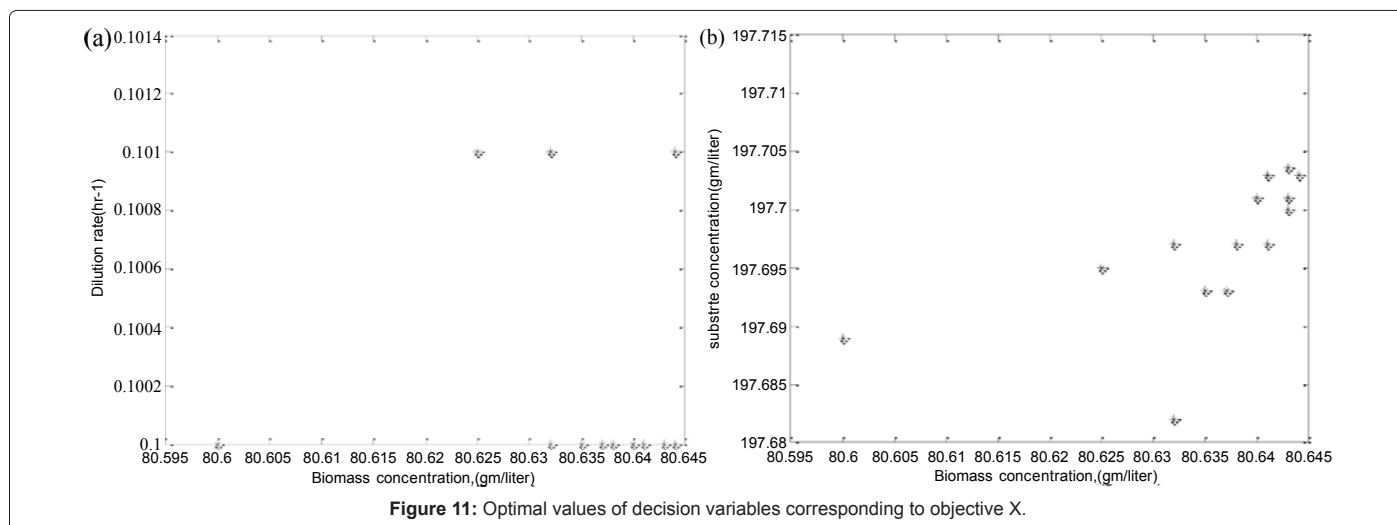 (a)
0.1014
0.1012
0.101
0.1008
0.1006
0.1004
0.1002
0.1
Dilution rate(hr-1)
80.595 80.6 80.605 80.61 80.615 80.62 80.625 80.63 80.635 80.64 80.645
Biomass concentration,(gm/liter)
(b)
197.715
197.71
197.705
197.7
197.695
197.69
197.685
197.68
substrte concentration(gm/liter)
80.595 80.6 80.605 80.61 80.615 80.62 80.625 80.63 80.635 80.64 80.645
Biomass concentration,(gm/liter)
Figure 11: Optimal values of decision variables corresponding to objective X.